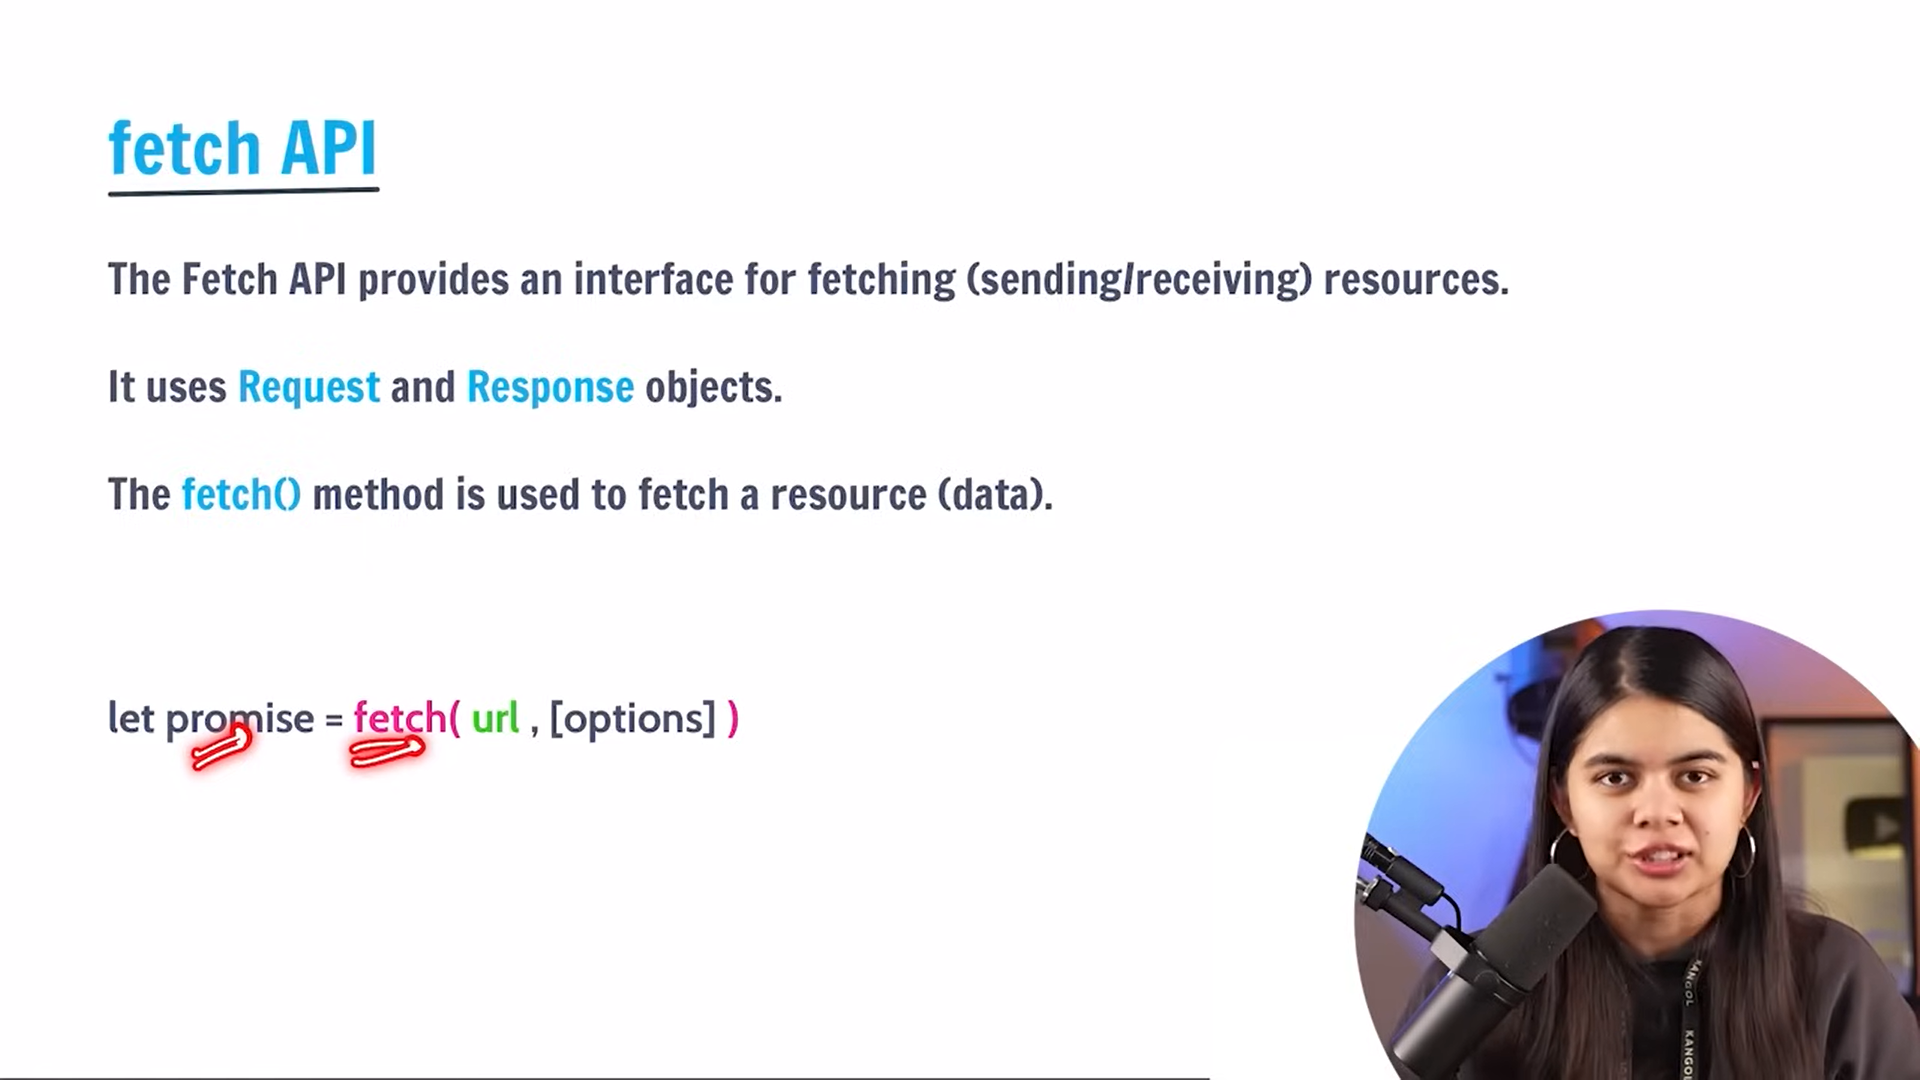 fetch API
The Fetch API provides an interface for fetching (sending/receiving) resources.
It uses Request and Response objects.
The fetch() method is used to fetch a resource (data).
let promise = fetch( url , [options] )
KANGOL
KANGOL